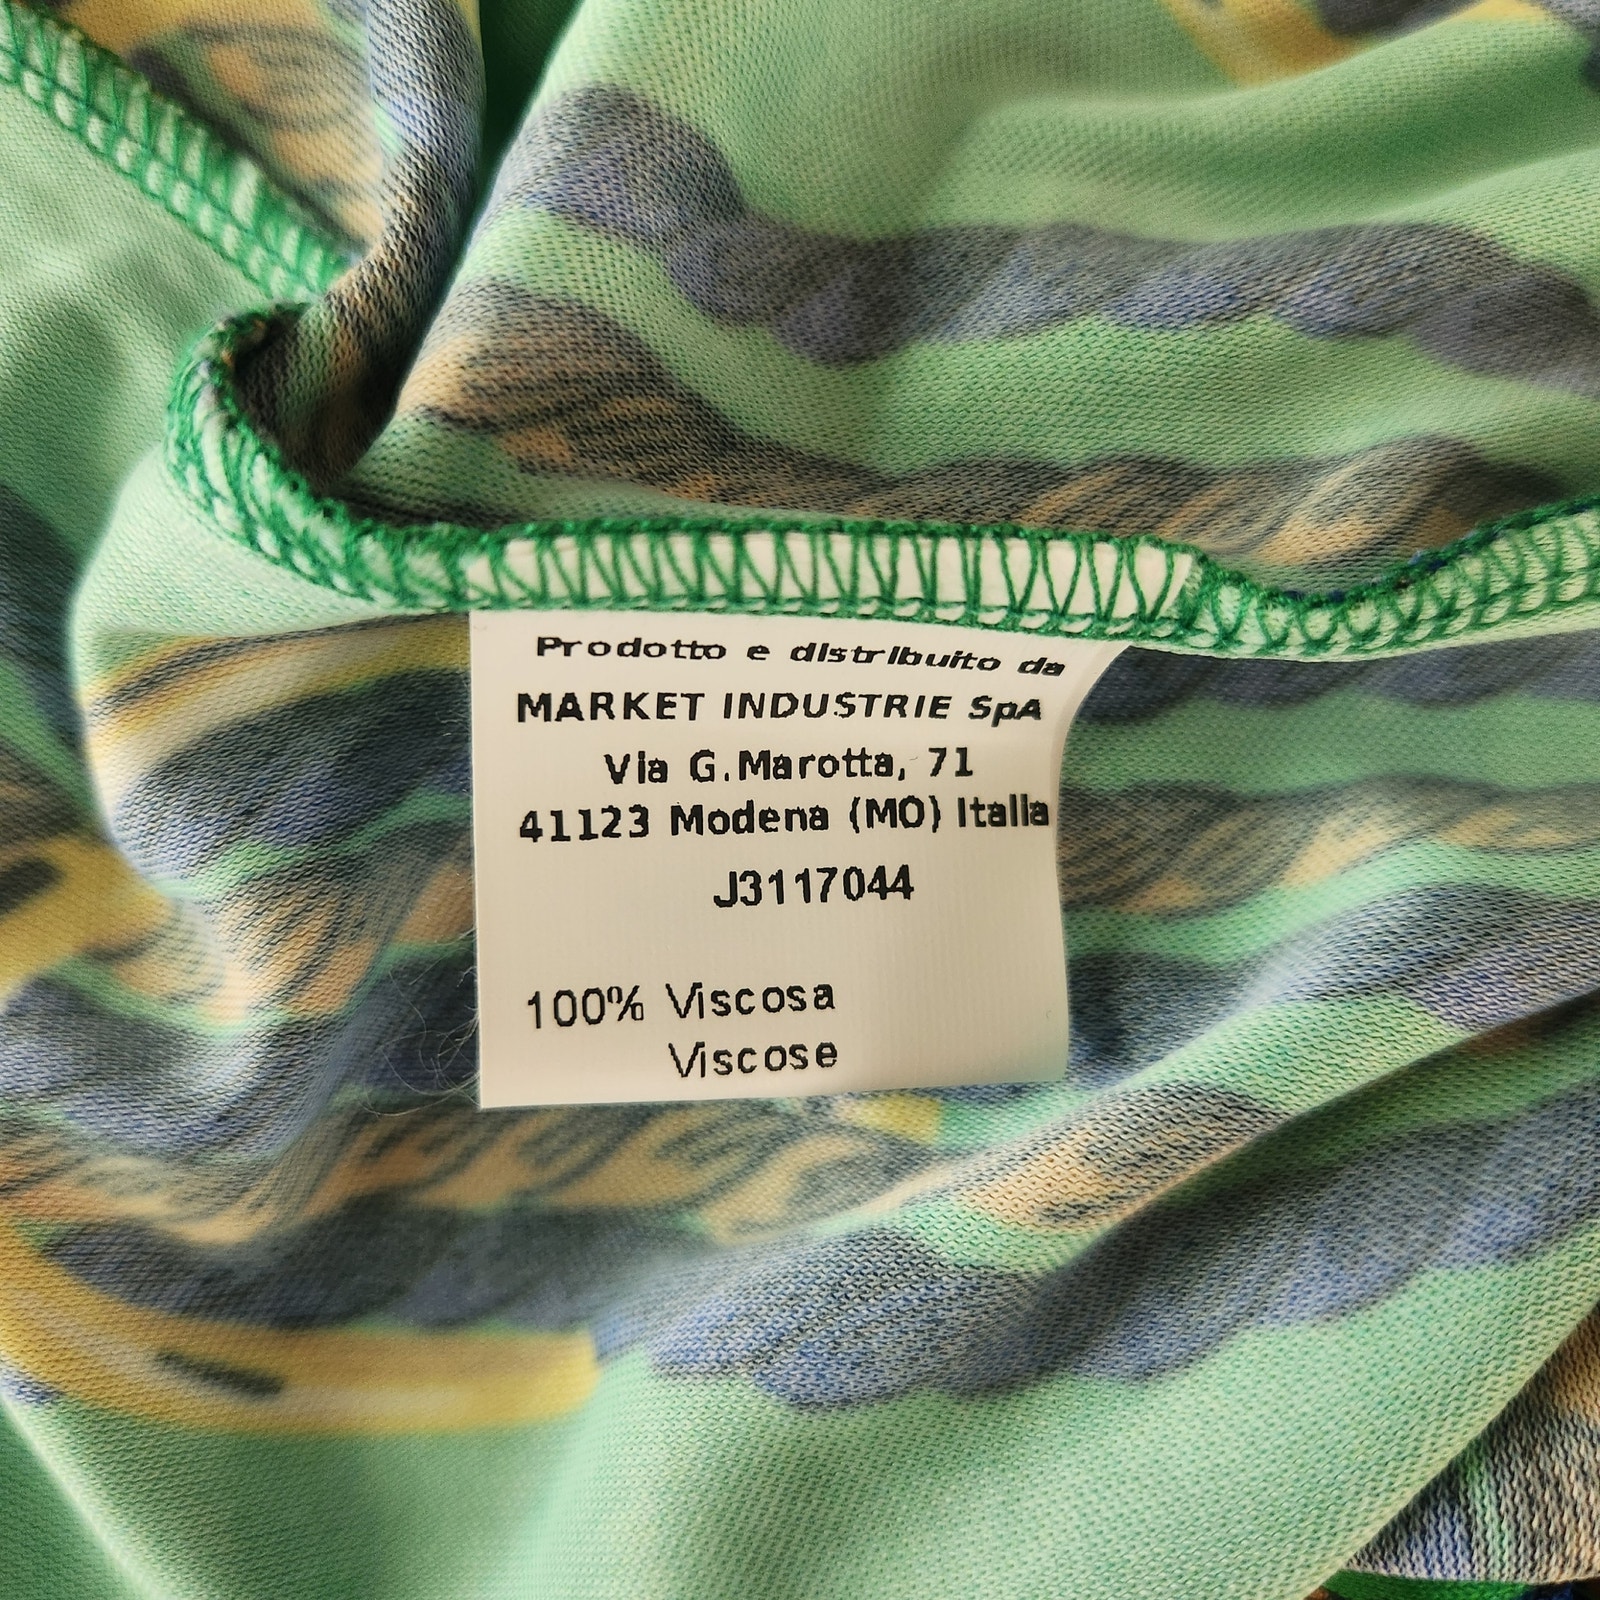 Prodotto e distribuito da
MARKET INDUSTRIE SpA
Via G.Marotta, 71
41123 Modena (MO) Italia
J3117044
100% Viscosa
Viscose